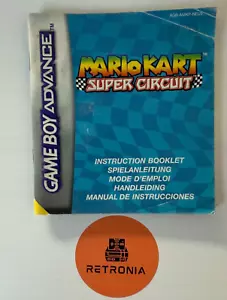 GAME BOY ADVANCE
MARIO KART
SUPER CIRCUIT
INSTRUCTION BOOKLET
SPIELANLEITUNG
MODE D'EMPLOI
HANDLEIDING
MANUAL DE INSTRUCCIONES
RETRONIA